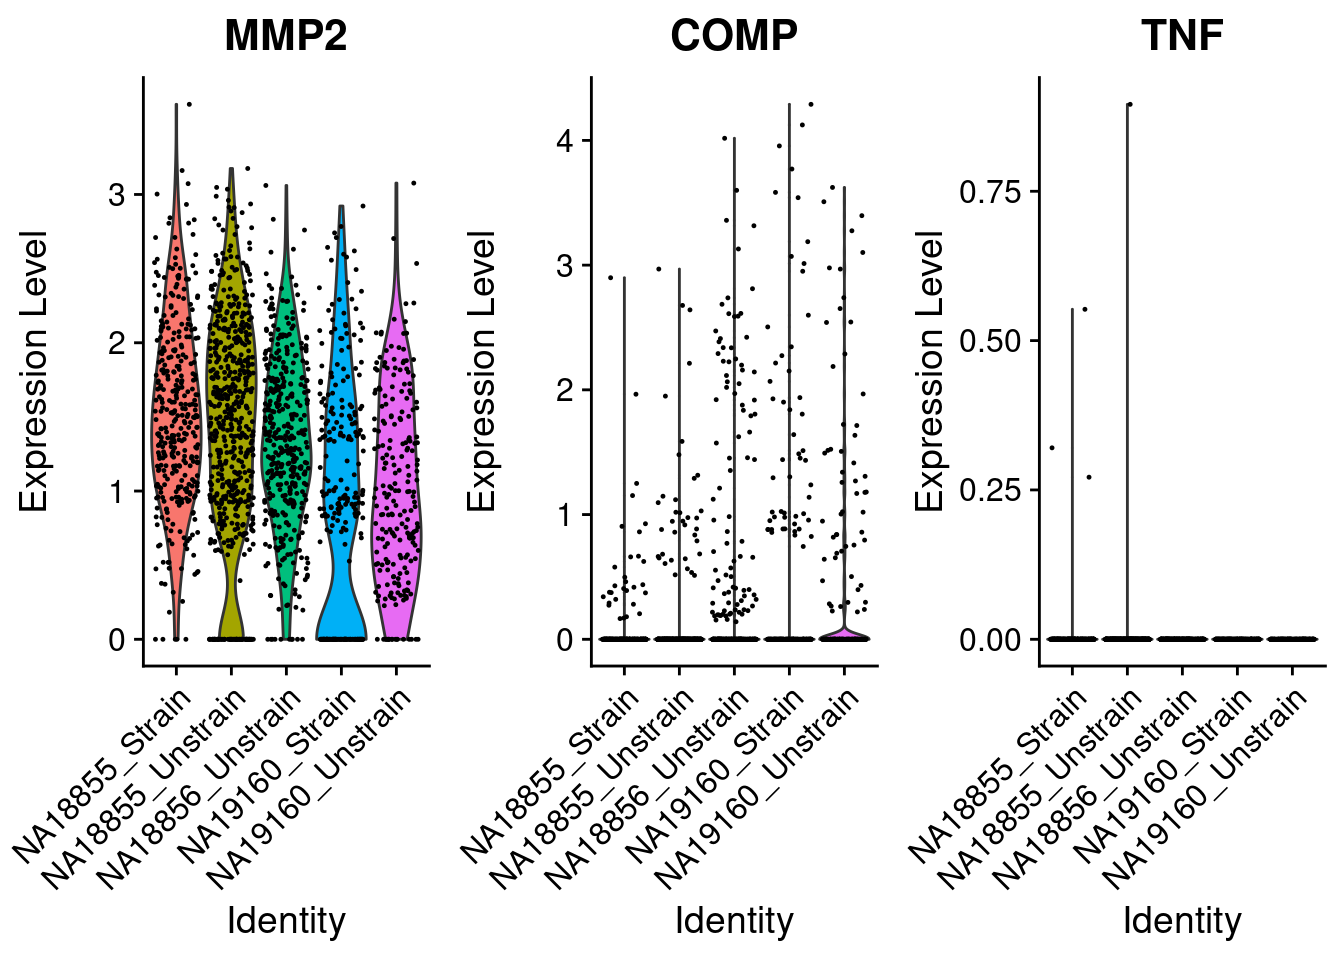 MMP2
Expression Level
3
2
1
0
NA18855_Strain
NA18855_Unstrain
NA18856_Unstrain
NA19160_Strain
NA19160_Unstrain
Identity
COMP
Expression Level
4
3
2
1
0
NA18855_Strain
NA18855_Unstrain
NA18856_Unstrain
NA19160_Strain
NA19160_Unstrain
Identity
TNF
Expression Level
0.75
0.50
0.25
0.00
NA18855_Strain
NA18855_Unstrain
NA18856_Unstrain
NA19160_Strain
NA19160_Unstrain
Identity